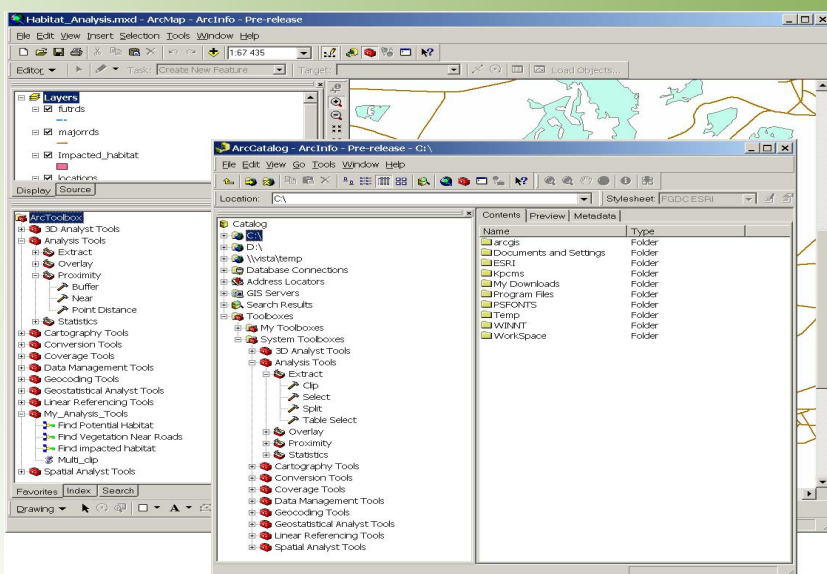 Habitat_Analysis.mxd - ArcMap - ArcInfo - Pre-release
File Edit View Insert Selection Tools Window Help
1:67 435
Editor Task: Create New Feature Target: Load Objects...
Layers
futrds
majorrds
Impacted_habitat
locations
Display Source
ArcToolbox
3D Analyst Tools
Analysis Tools
Extract
Overlay
Proximity
Buffer
Near
Point Distance
Statistics
Cartography Tools
Conversion Tools
Coverage Tools
Data Management Tools
Geocoding Tools
Geostatistical Analyst Tools
Linear Referencing Tools
My_Analysis_Tools
Find Potential Habitat
Find Vegetation Near Roads
Find impacted habitat
Multi_clip
Spatial Analyst Tools
Favorites Index Search
Drawing A
ArcCatalog - ArcInfo - Pre-release - C:\
File Edit View Go Tools Window Help
Location: C:\ Stylesheet: FGDC ESRI
Catalog
C:\
D:\
\\vista\temp
Database Connections
Address Locators
GIS Servers
Search Results
Toolboxes
My Toolboxes
System Toolboxes
3D Analyst Tools
Analysis Tools
Extract
Clip
Select
Split
Table Select
Overlay
Proximity
Statistics
Cartography Tools
Conversion Tools
Coverage Tools
Data Management Tools
Geocoding Tools
Geostatistical Analyst Tools
Linear Referencing Tools
Spatial Analyst Tools
Contents Preview Metadata
Name Type
arcgis Folder
Documents and Settings Folder
ESRI Folder
Kpcms Folder
My Downloads Folder
Program Files Folder
PSFONTS Folder
Temp Folder
WINNT Folder
WorkSpace Folder